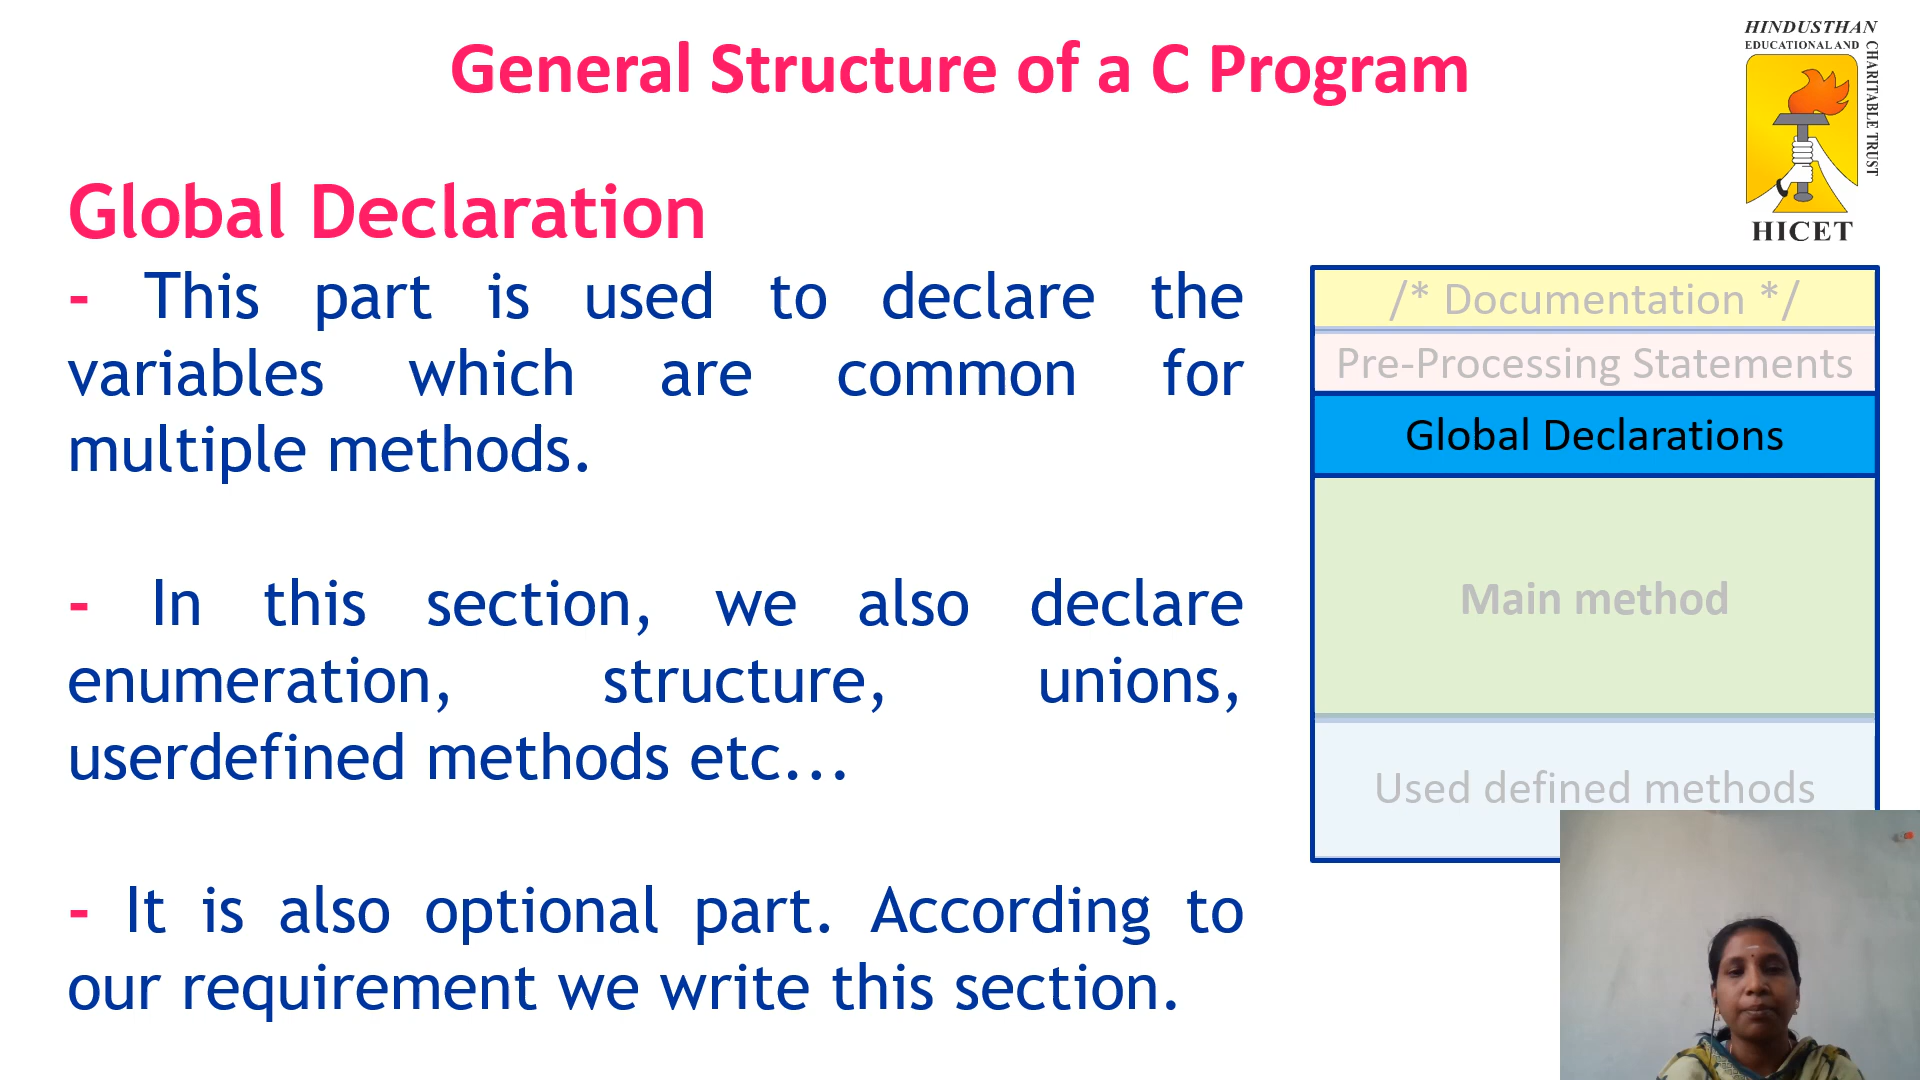 General Structure of a C Program
HINDUSTHAN
EDUCATIONAL AND
CHARITABLE TRUST
HICET
Global Declaration
- This part is used to declare the
variables which are common for
multiple methods.
- In this section, we also declare
enumeration, structure, unions,
userdefined methods etc...
- It is also optional part. According to
our requirement we write this section.
/* Documentation */
Pre-Processing Statements
Global Declarations
Main method
Used defined methods